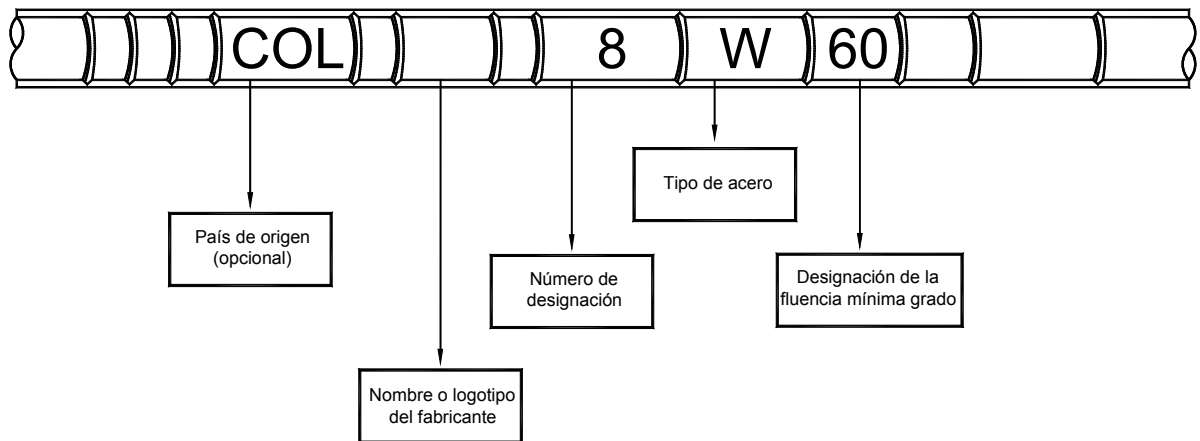 COL 8 W 60
Tipo de acero
País de origen
(opcional)
Número de
designación
Designación de la
fluencia mínima grado
Nombre o logotipo
del fabricante